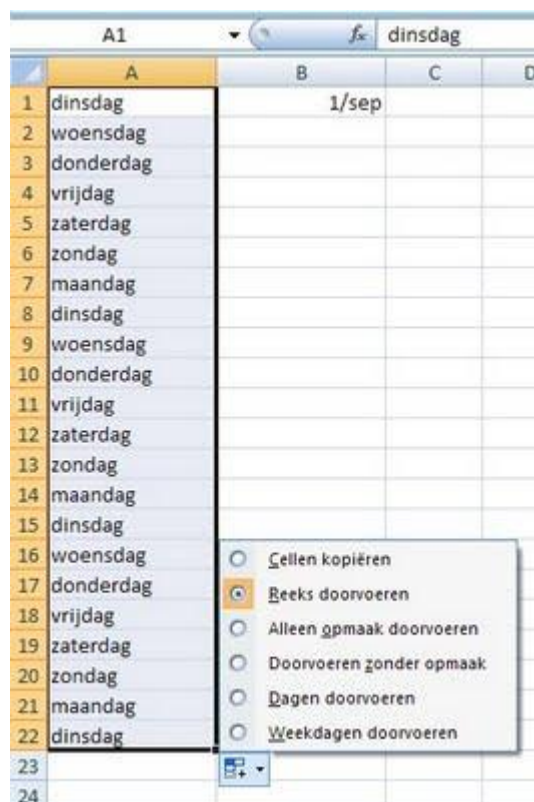 A1 fx dinsdag
A B C D
1 dinsdag 1/sep
2 woensdag
3 donderdag
4 vrijdag
5 zaterdag
6 zondag
7 maandag
8 dinsdag
9 woensdag
10 donderdag
11 vrijdag
12 zaterdag
13 zondag
14 maandag
15 dinsdag
16 woensdag
17 donderdag
18 vrijdag
19 zaterdag
20 zondag
21 maandag
22 dinsdag
23
24
Cellen kopiëren
Reeks doorvoeren
Alleen opmaak doorvoeren
Doorvoeren zonder opmaak
Dagen doorvoeren
Weekdagen doorvoeren